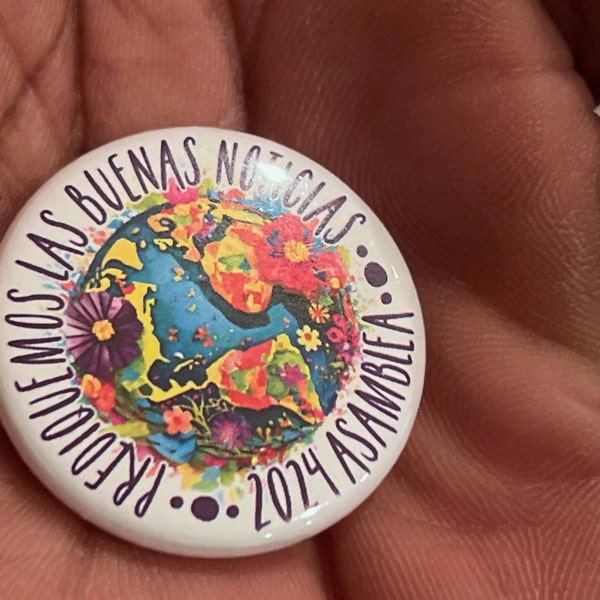 PREDIQUEMOS LAS BUENAS NOTICIAS
2024 ASAMBLEA